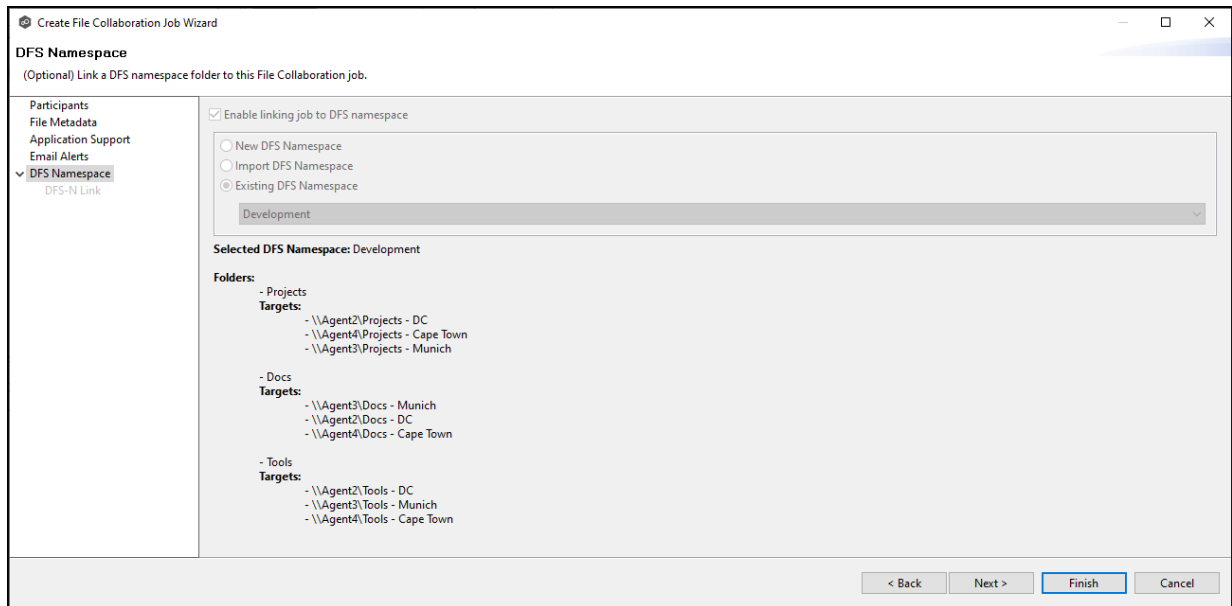 Create File Collaboration Job Wizard
DFS Namespace
(Optional) Link a DFS namespace folder to this File Collaboration job.
Participants
File Metadata
Application Support
Email Alerts
DFS Namespace
DFS-N Link
Enable linking job to DFS namespace
New DFS Namespace
Import DFS Namespace
Existing DFS Namespace
Development
Selected DFS Namespace: Development
Folders:
- Projects
Targets:
- \\Agent2\Projects - DC
- \\Agent4\Projects - Cape Town
- \\Agent3\Projects - Munich
- Docs
Targets:
- \\Agent3\Docs - Munich
- \\Agent2\Docs - DC
- \\Agent4\Docs - Cape Town
- Tools
Targets:
- \\Agent2\Tools - DC
- \\Agent3\Tools - Munich
- \\Agent4\Tools - Cape Town
< Back Next > Finish Cancel